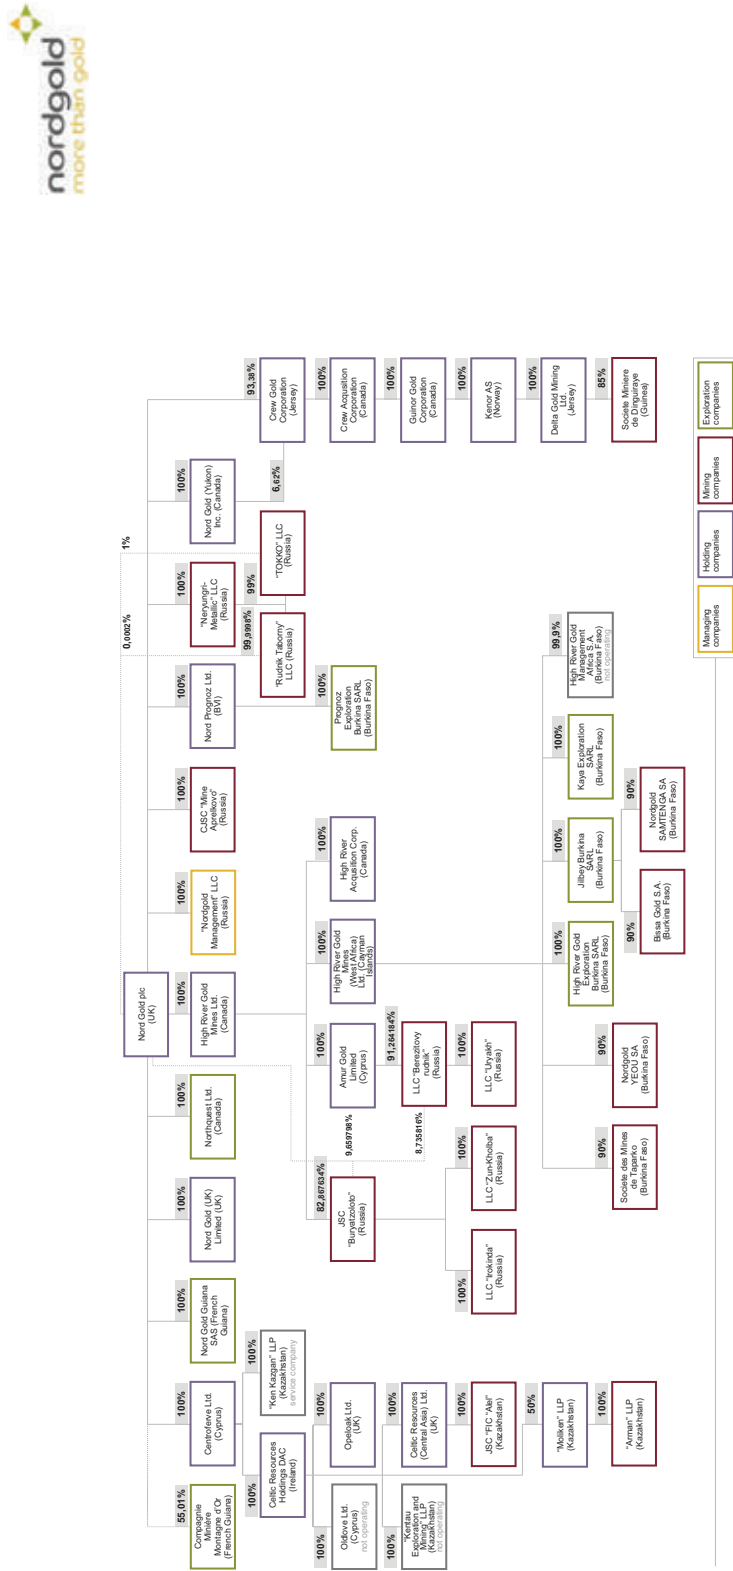 nordgold
more than gold
Nord Gold plc
(UK)
0,0002%
1%
55,01%
Compagnie
Minière
Montagne d'Or
(French Guiana)
100%
Centroferve Ltd.
(Cyprus)
100%
Nord Gold Guiana
SAS (French
Guiana)
100%
Nord Gold (UK)
Limited (UK)
100%
Northquest Ltd.
(Canada)
100%
High River Gold
Mines Ltd.
(Canada)
100%
"Nordgold
Management" LLC
(Russia)
100%
CJSC "Mine
Aprelkovo"
(Russia)
100%
Nord Prognoz Ltd.
(BVI)
100%
"Neryungri-
Metallic" LLC
(Russia)
100%
Nord Gold (Yukon)
Inc. (Canada)
93,38%
Crew Gold
Corporation
(Jersey)
6,62%
100%
Celtic Resources
Holdings DAC
(Ireland)
100%
"Ken Kazgan" LLP
(Kazakhstan)
service company
99,9998%
"Rudnik Taborny"
LLC (Russia)
99%
"TOKKO" LLC
(Russia)
100%
Oldlove Ltd.
(Cyprus)
not operating
100%
Opeloak Ltd.
(UK)
82,867634%
JSC
"Buryatzoloto"
(Russia)
9,659798%
100%
Amur Gold
Limited
(Cyprus)
100%
High River Gold
Mines
(West Africa)
Ltd. (Cayman
Islands)
100%
High River
Acqusition Corp.
(Canada)
100%
Prognoz
Exploration
Burkina SARL
(Burkina Faso)
100%
Crew Acqusition
Corporation
(Canada)
100%
"Kentau
Exploration and
Mining" LLP
(Kazakhstan)
not operating
100%
Celtic Resources
(Central Asia) Ltd.
(UK)
8,735816%
91,264184%
LLC "Berezitovy
rudnik"
(Russia)
100%
Guinor Gold
Corporation
(Canada)
100%
JSC "FIC "Alel"
(Kazakhstan)
100%
LLC "Irokinda"
(Russia)
100%
LLC "Zun-Kholba"
(Russia)
100%
LLC "Uryakh"
(Russia)
100%
Kenor AS
(Norway)
50%
"Moliken" LLP
(Kazakhstan)
100%
High River Gold
Exploration
Burkina SARL
(Burkina Faso)
100%
Jilbey Burkina
SARL
(Burkina Faso)
100%
Kaya Exploration
SARL
(Burkina Faso)
99,9%
High River Gold
Management
Africa S.A.
(Burkina Faso)
not operating
100%
Delta Gold Mining
Ltd.
(Jersey)
100%
"Arman" LLP
(Kazakhstan)
90%
Societe des Mines
de Taparko
(Burkina Faso)
90%
Nordgold
YEOU SA
(Burkina Faso)
90%
Bissa Gold S.A.
(Burkina Faso)
90%
Nordgold
SAMTENGA SA
(Burkina Faso)
85%
Societe Miniere
de Dinguiraye
(Guinea)
Managing
companies
Holding
companies
Mining
companies
Exploration
companies